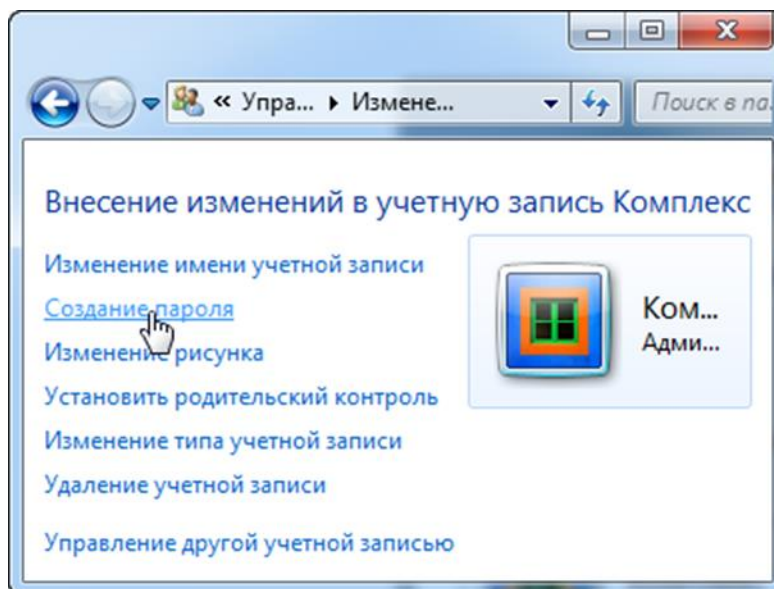 « Упра... Измене... Поиск в па
Внесение изменений в учетную запись Комплекс
Изменение имени учетной записи
Создание пароля
Изменение рисунка
Установить родительский контроль
Изменение типа учетной записи
Удаление учетной записи
Управление другой учетной записью
Ком...
Адми...